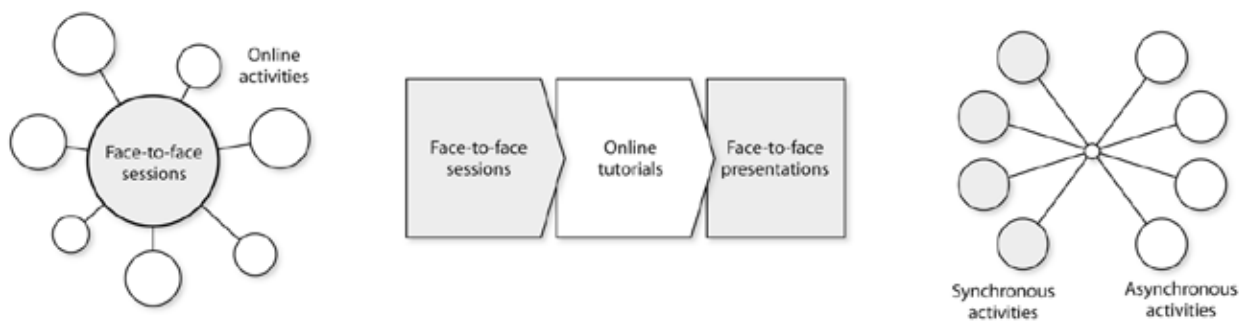 Online
activities
Face-to-face
sessions
Face-to-face
sessions
Online
tutorials
Face-to-face
presentations
Synchronous
activities
Asynchronous
activities